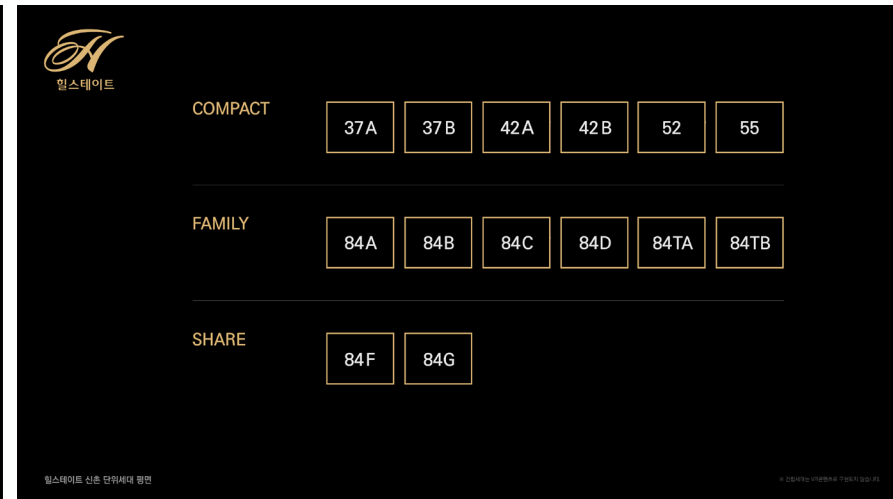 H
힐스테이트
COMPACT
37A 37B 42A 42B 52 55
FAMILY
84A 84B 84C 84D 84TA 84TB
SHARE
84F 84G
힐스테이트 신촌 단위세대 평면